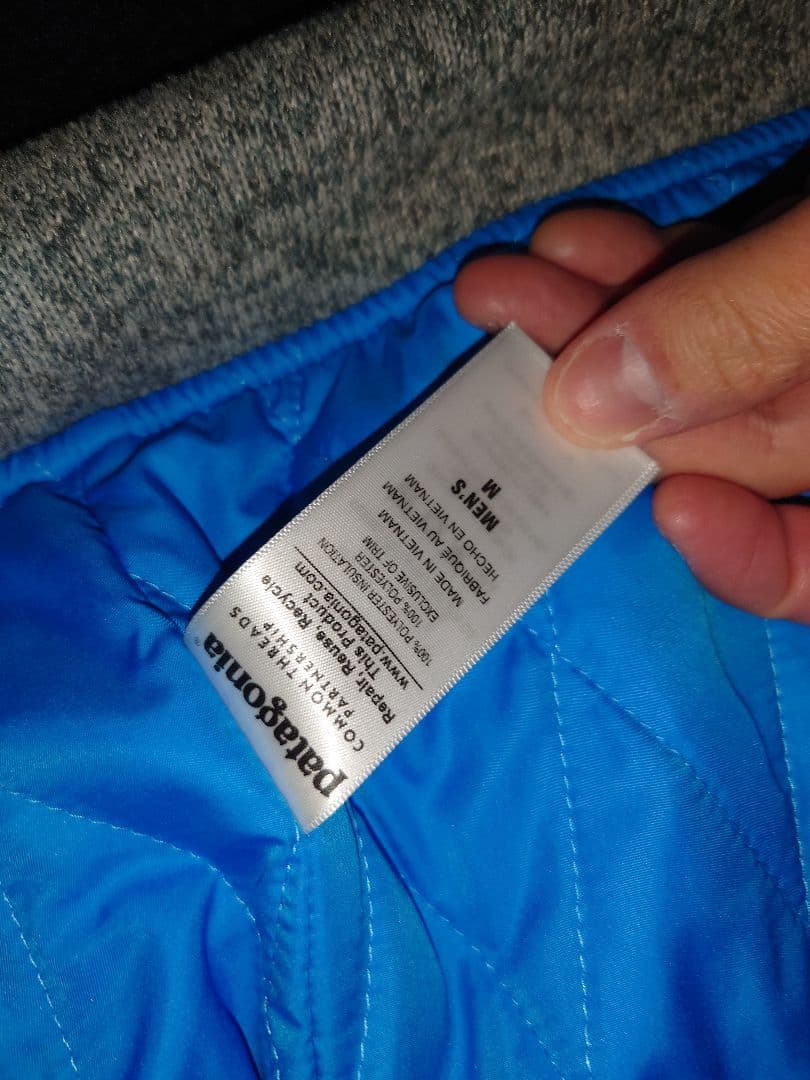 patagonia™
COMMON THREADS
PARTNERSHIP
Repair, Reuse, Recycle
This Product
www.patagonia.com
100% POLYESTER INSULATION
100% POLYESTER
EXCLUSIVE OF TRIM
MADE IN VIETNAM
FABRIQUÉ AU VIETNAM
HECHO EN VIETNAM
MEN'S
M